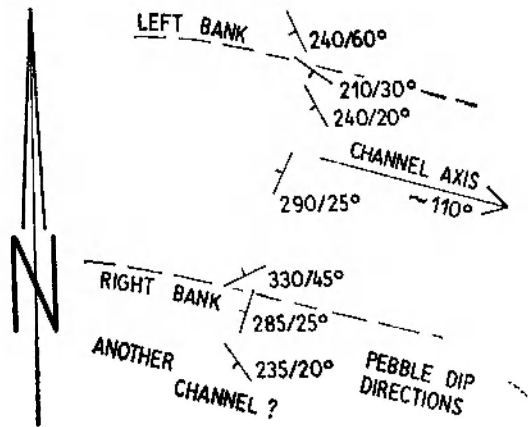 LEFT BANK
240/60°
210/30°
240/20°
CHANNEL AXIS
~110°
290/25°
N
RIGHT BANK
330/45°
285/25°
235/20°
ANOTHER
CHANNEL ?
PEBBLE DIP
DIRECTIONS